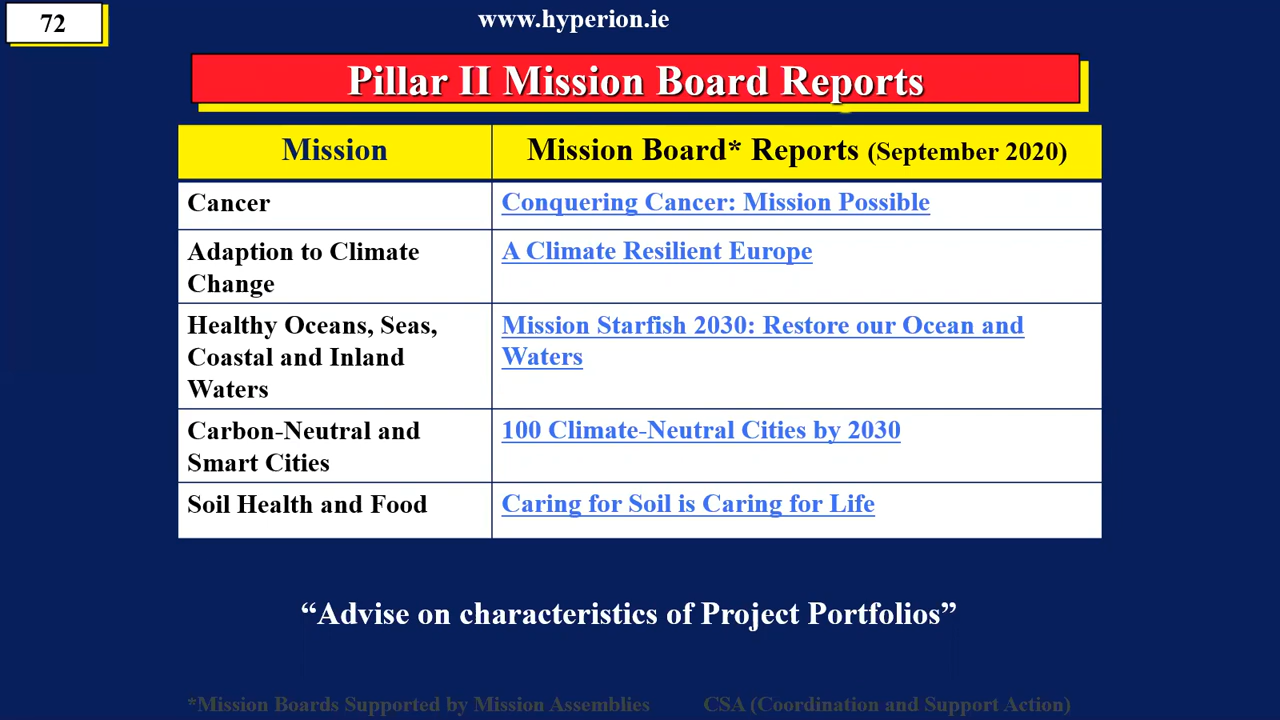 72
www.hyperion.ie
Pillar II Mission Board Reports
Mission
Mission Board* Reports (September 2020)
Cancer
Conquering Cancer: Mission Possible
Adaption to Climate
Change
A Climate Resilient Europe
Healthy Oceans, Seas,
Coastal and Inland
Waters
Mission Starfish 2030: Restore our Ocean and
Waters
Carbon-Neutral and
Smart Cities
100 Climate-Neutral Cities by 2030
Soil Health and Food
Caring for Soil is Caring for Life
“Advise on characteristics of Project Portfolios”
*Mission Boards Supported by Mission Assemblies CSA (Coordination and Support Action)